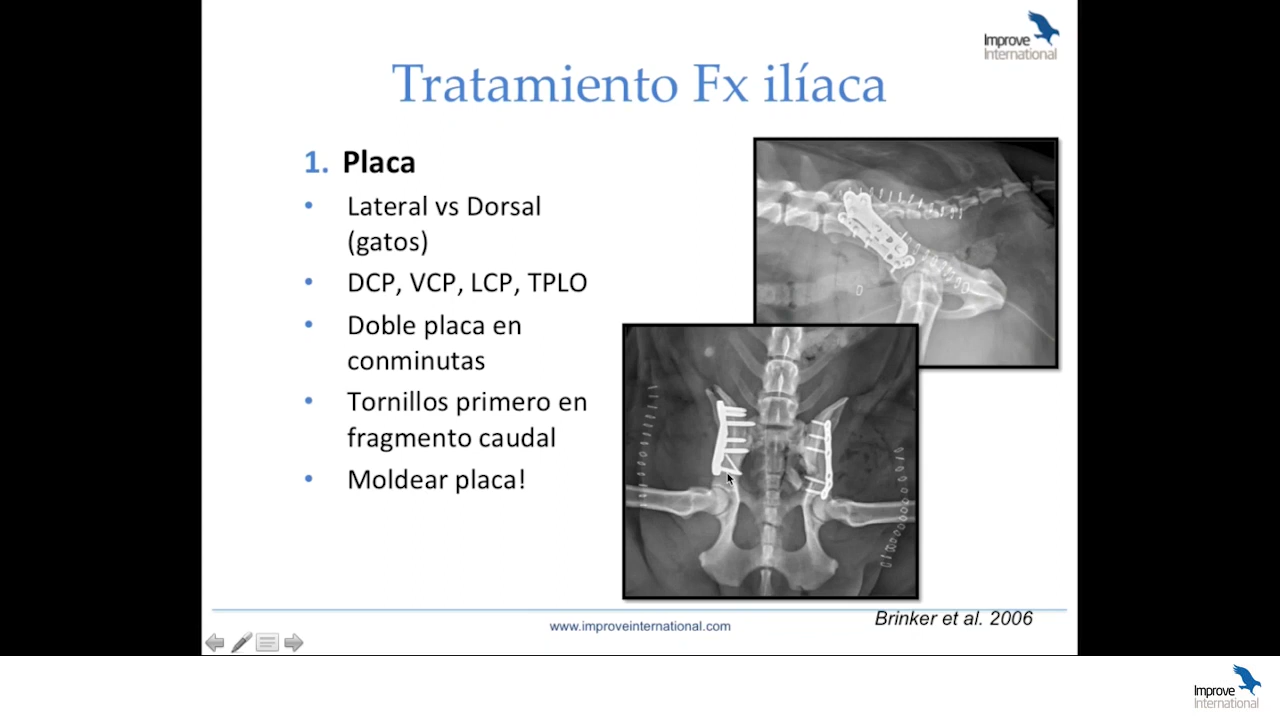 Improve
International
Tratamiento Fx ilíaca
1. Placa
• Lateral vs Dorsal
(gatos)
• DCP, VCP, LCP, TPLO
• Doble placa en
conminutas
• Tornillos primero en
fragmento caudal
• Moldear placa!
Brinker et al. 2006
www.improveinternational.com
Improve
International